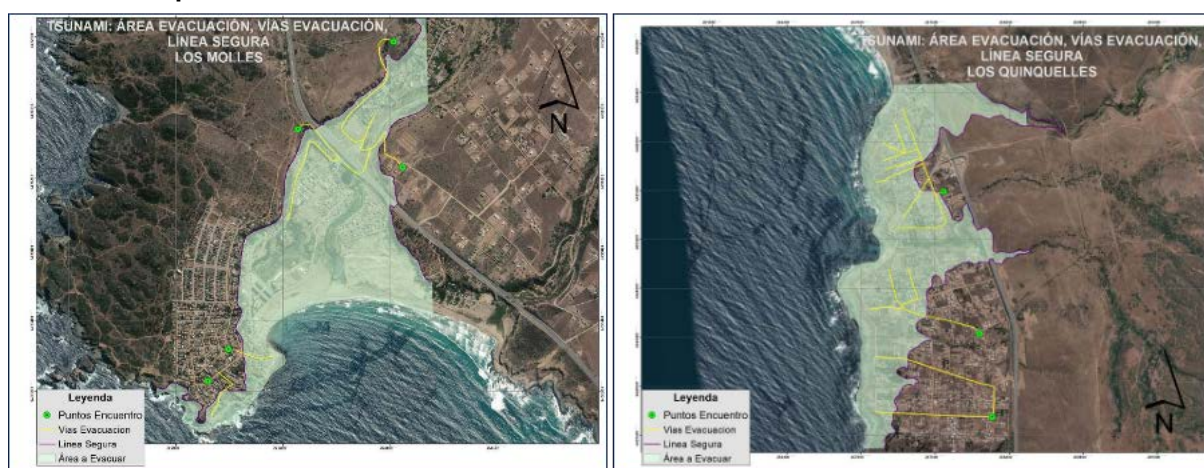 TSUNAMI: ÁREA EVACUACIÓN, VÍAS EVACUACIÓN,
LÍNEA SEGURA
LOS MOLLES
N
Leyenda
Puntos Encuentro
Vias Evacuacion
Linea Segura
Área a Evacuar
TSUNAMI: ÁREA EVACUACIÓN, VÍAS EVACUACIÓN
LÍNEA SEGURA
LOS QUINQUELLES
N
Leyenda
Puntos Encuentro
Vias Evacuacion
Linea Segura
Área a Evacuar